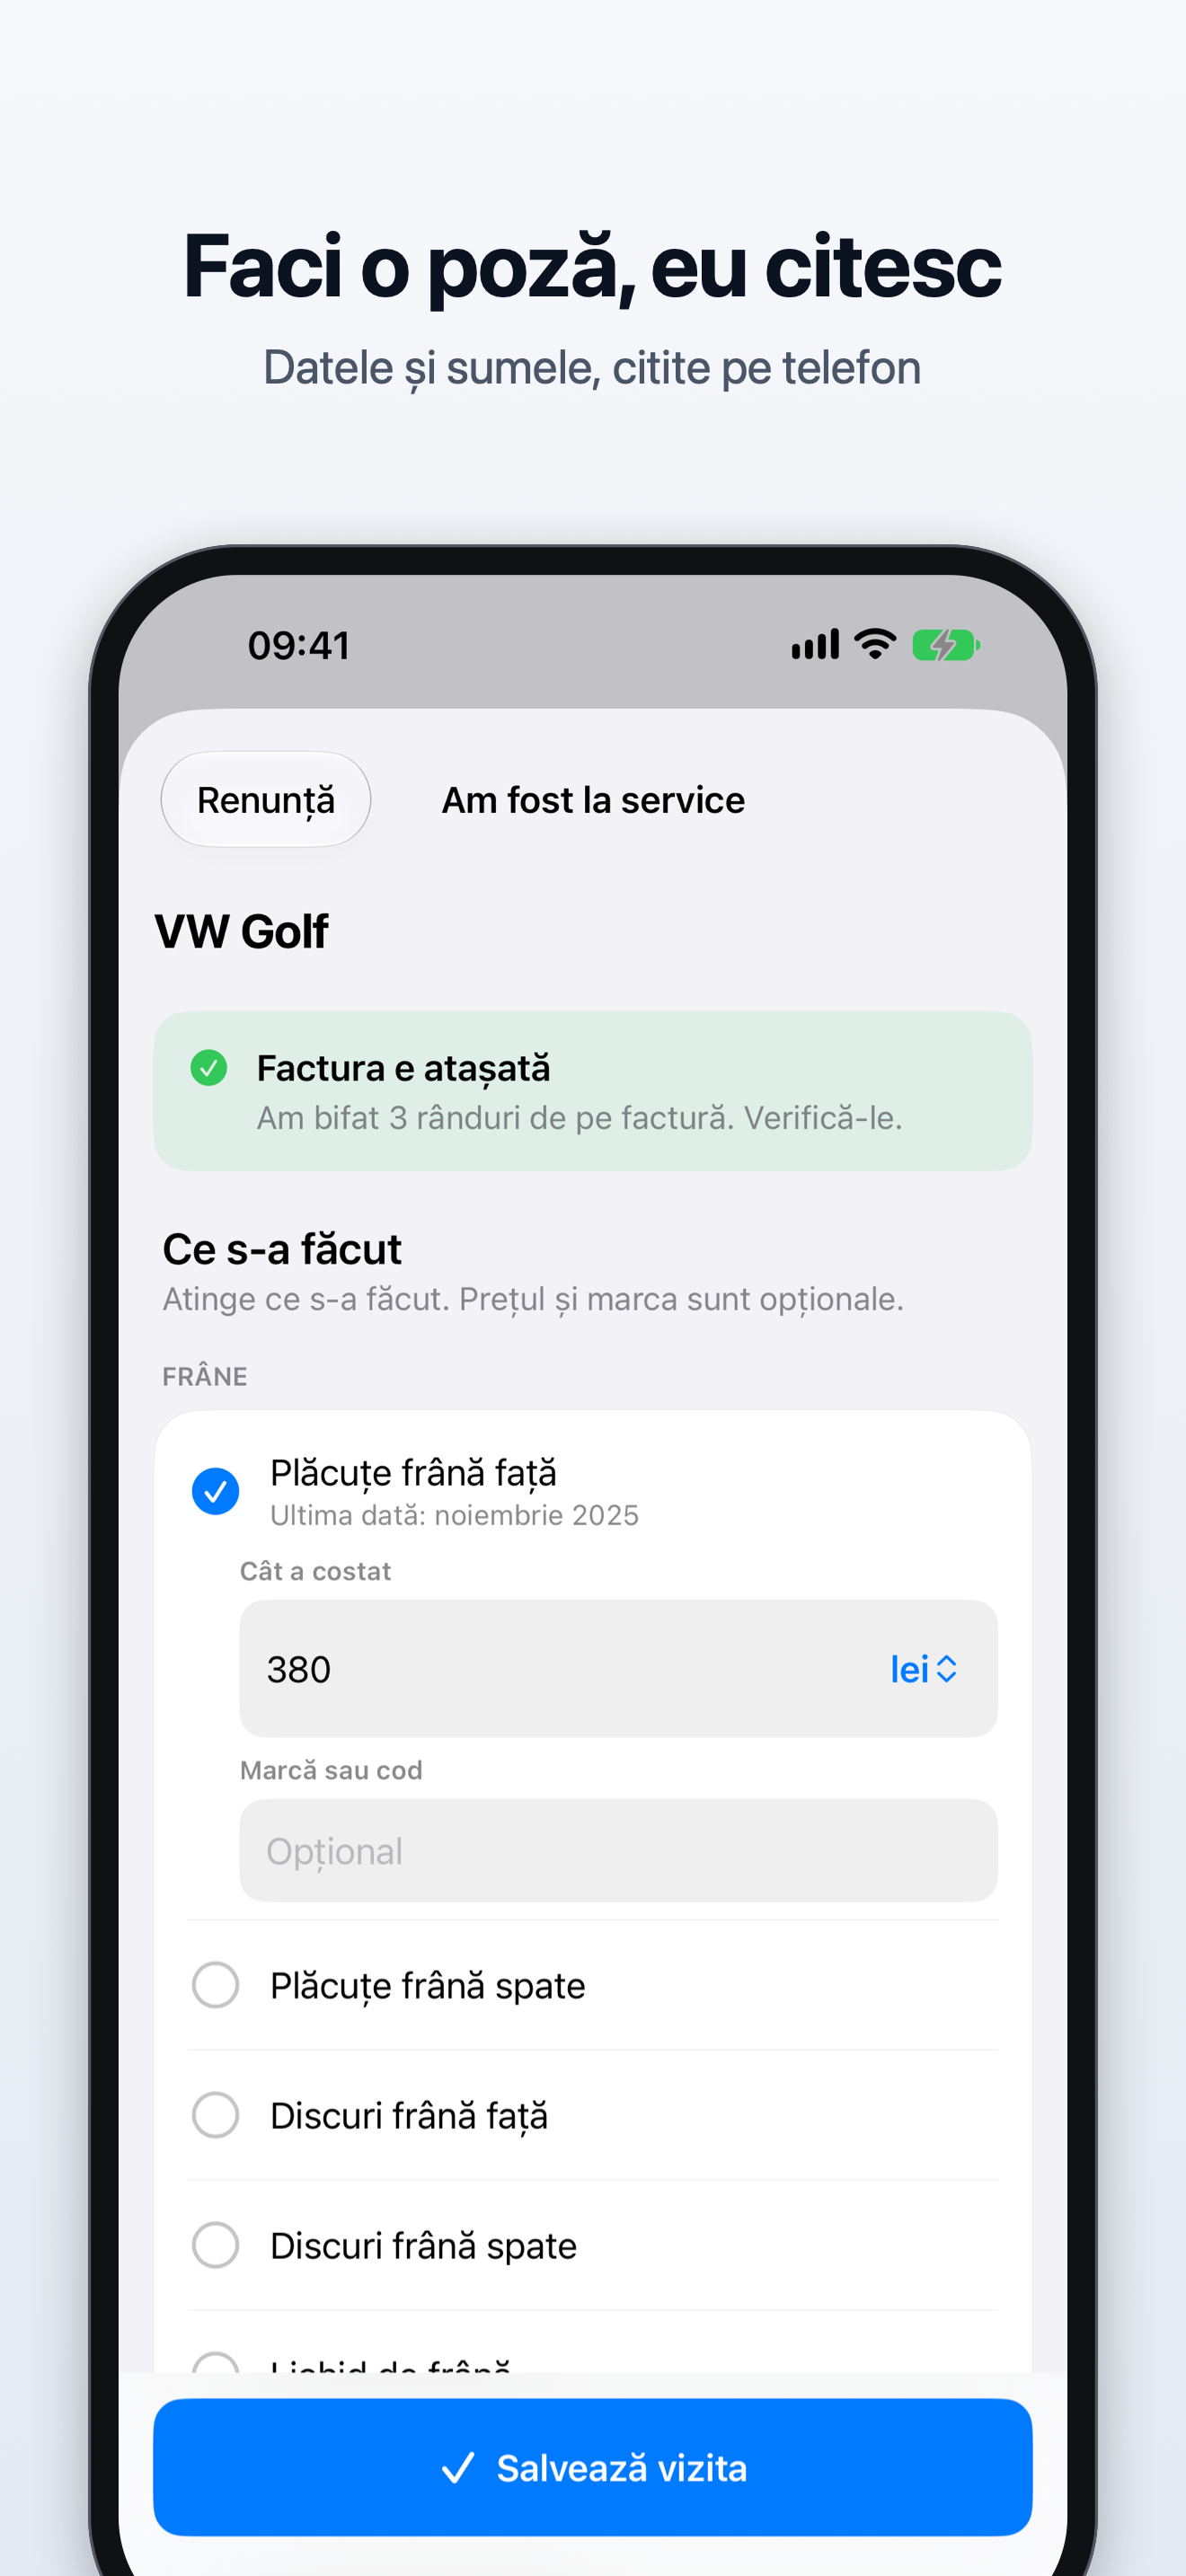 Faci o poză, eu citesc
Datele și sumele, citite pe telefon
09:41
Renunță
Am fost la service
VW Golf
Factura e atașată
Am bifat 3 rânduri de pe factură. Verifică-le.
Ce s-a făcut
Atinge ce s-a făcut. Prețul și marca sunt opționale.
FRÂNE
Plăcuțe frână față
Ultima dată: noiembrie 2025
Cât a costat
380 lei
Marcă sau cod
Opțional
Plăcuțe frână spate
Discuri frână față
Discuri frână spate
Lichid de frână
Salvează vizita